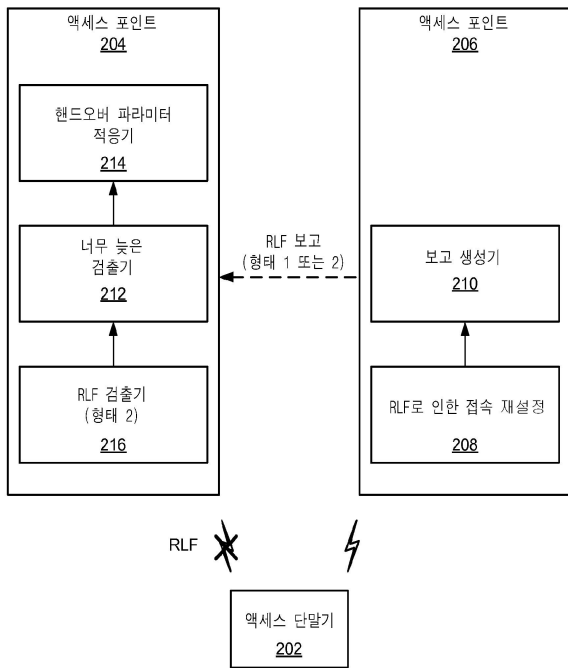 액세스 포인트
204
핸드오버 파라미터
적응기
214
너무 늦은
검출기
212
RLF 검출기
(형태 2)
216
RLF 보고
(형태 1 또는 2)
액세스 포인트
206
보고 생성기
210
RLF로 인한 접속 재설정
208
RLF
액세스 단말기
202